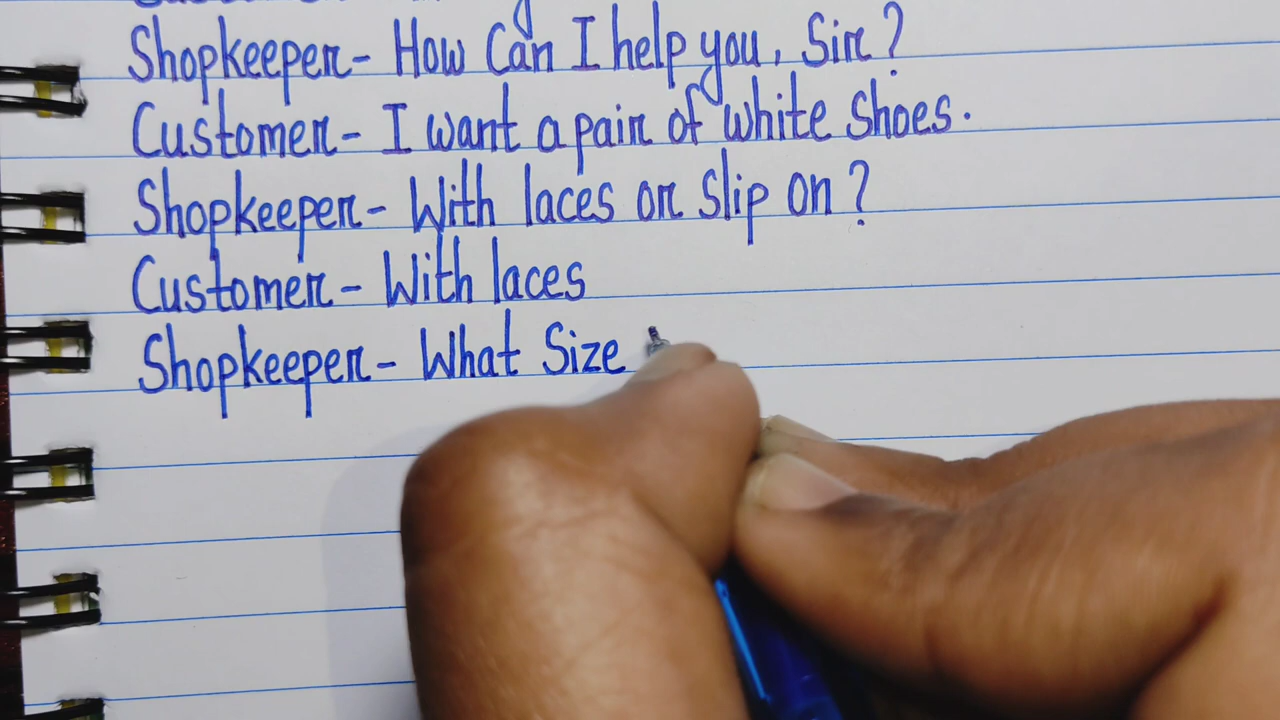 Shopkeeper- How Can I help you, Sir?
Customer- I want a pair of white shoes.
Shopkeeper- With laces or Slip on?
Customer- With laces
Shopkeeper- What Size